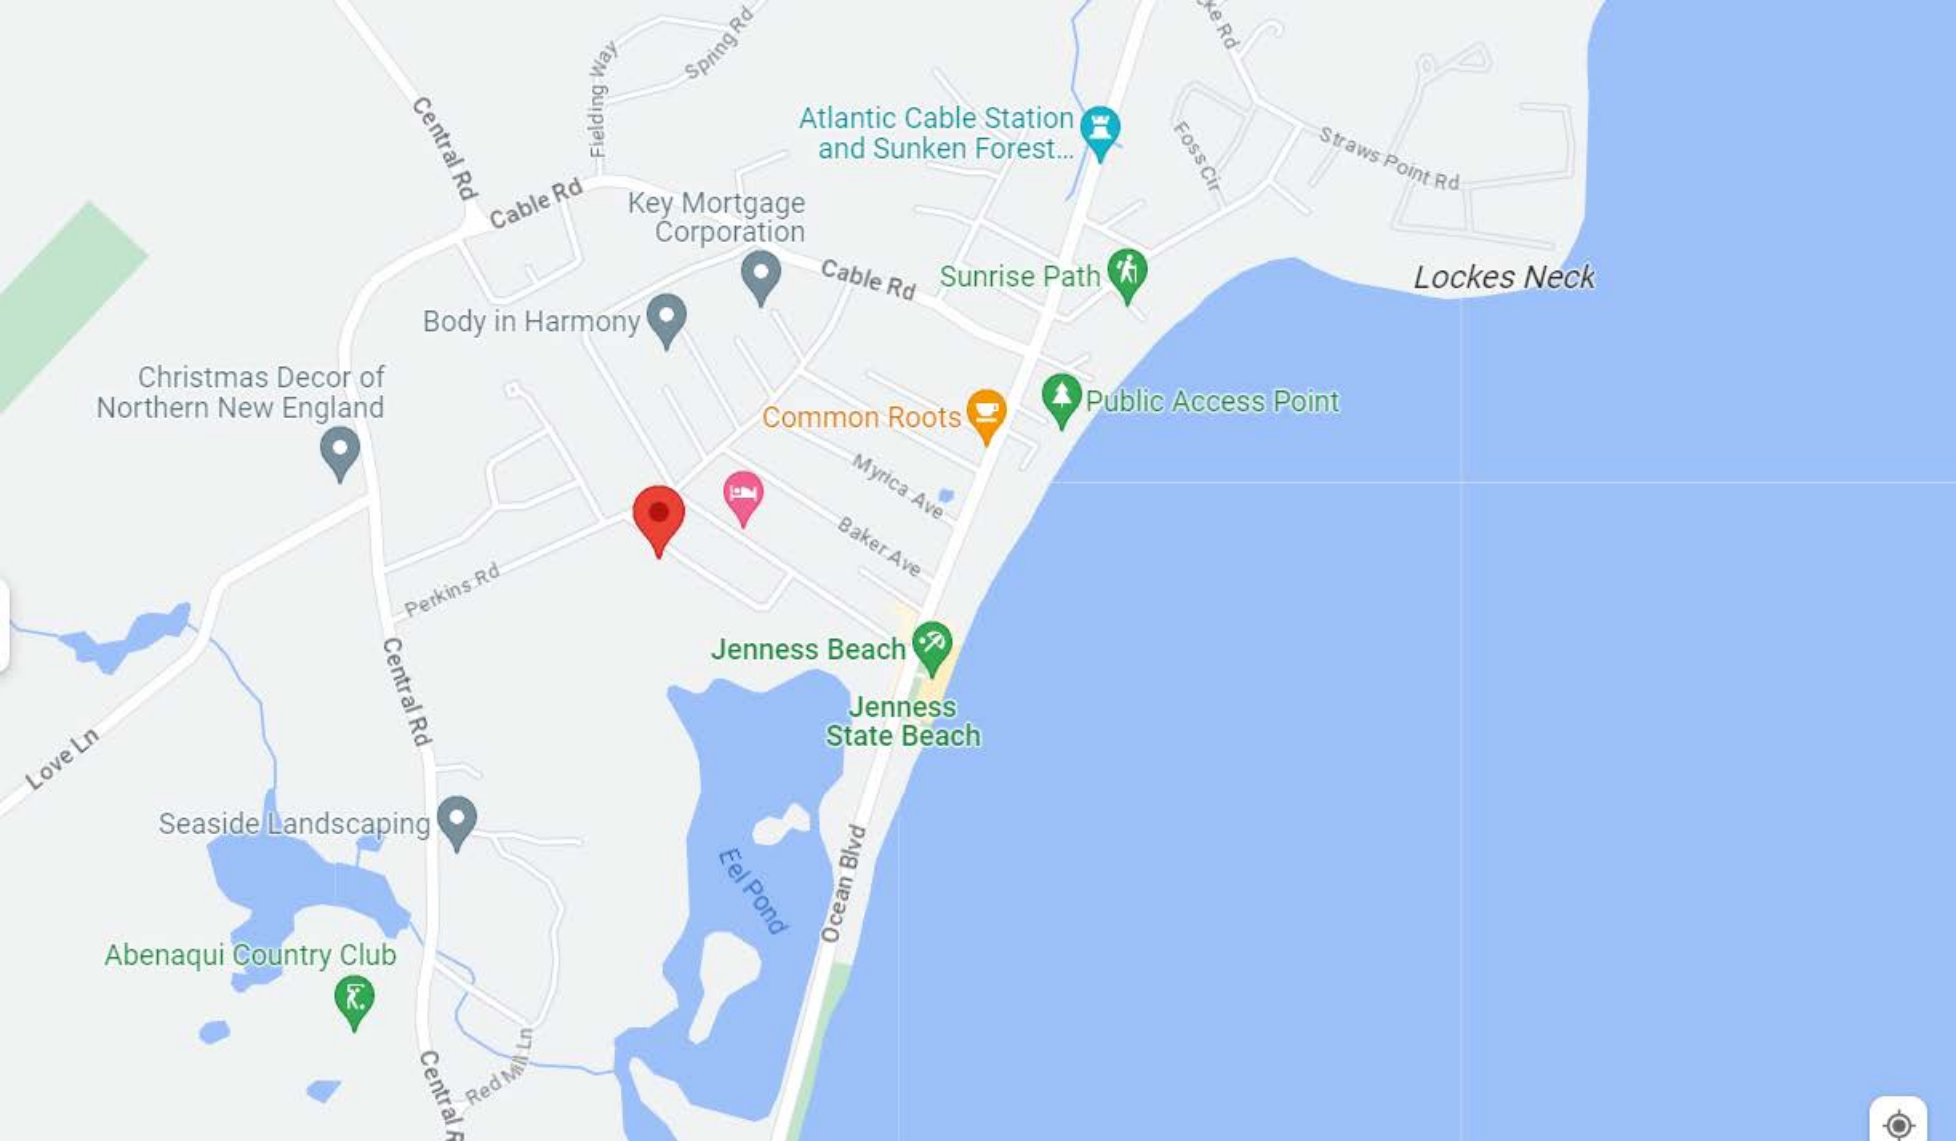 Spring Rd
Fielding Way
Central Rd
Atlantic Cable Station
and Sunken Forest...
Foss Cir
Straws Point Rd
Cable Rd
Key Mortgage
Corporation
Cable Rd
Sunrise Path
Lockes Neck
Body in Harmony
Christmas Decor of
Northern New England
Common Roots
Public Access Point
Myrica Ave
Baker Ave
Perkins Rd
Jenness Beach
Central Rd
Jenness
State Beach
Love Ln
Seaside Landscaping
Eel Pond
Ocean Blvd
Abenaqui Country Club
Red Mill Ln
Central R